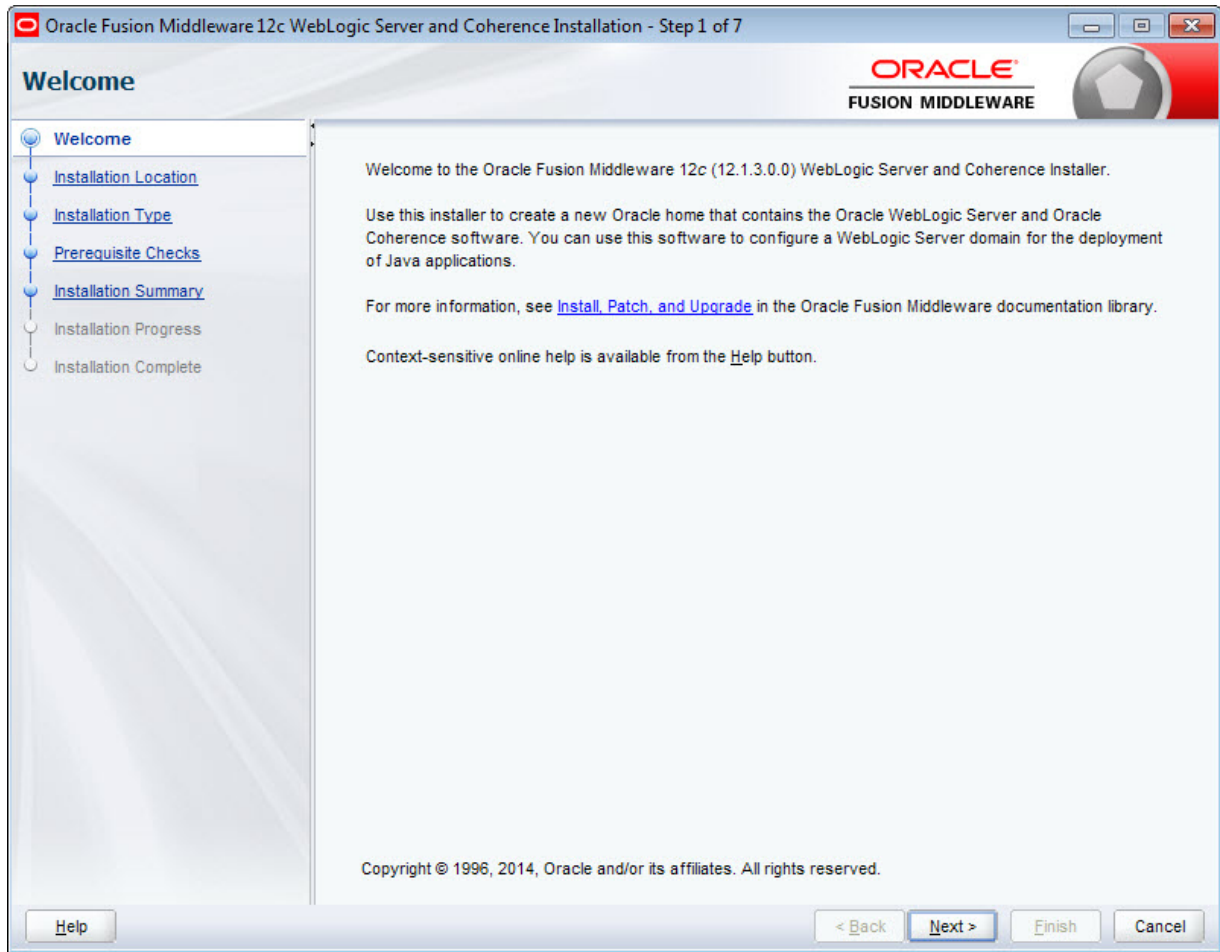 Oracle Fusion Middleware 12c WebLogic Server and Coherence Installation - Step 1 of 7
Welcome
ORACLE
FUSION MIDDLEWARE
Welcome
Installation Location
Installation Type
Prerequisite Checks
Installation Summary
Installation Progress
Installation Complete
Welcome to the Oracle Fusion Middleware 12c (12.1.3.0.0) WebLogic Server and Coherence Installer.
Use this installer to create a new Oracle home that contains the Oracle WebLogic Server and Oracle
Coherence software. You can use this software to configure a WebLogic Server domain for the deployment
of Java applications.
For more information, see Install, Patch, and Upgrade in the Oracle Fusion Middleware documentation library.
Context-sensitive online help is available from the Help button.
Copyright © 1996, 2014, Oracle and/or its affiliates. All rights reserved.
Help
< Back
Next >
Finish
Cancel